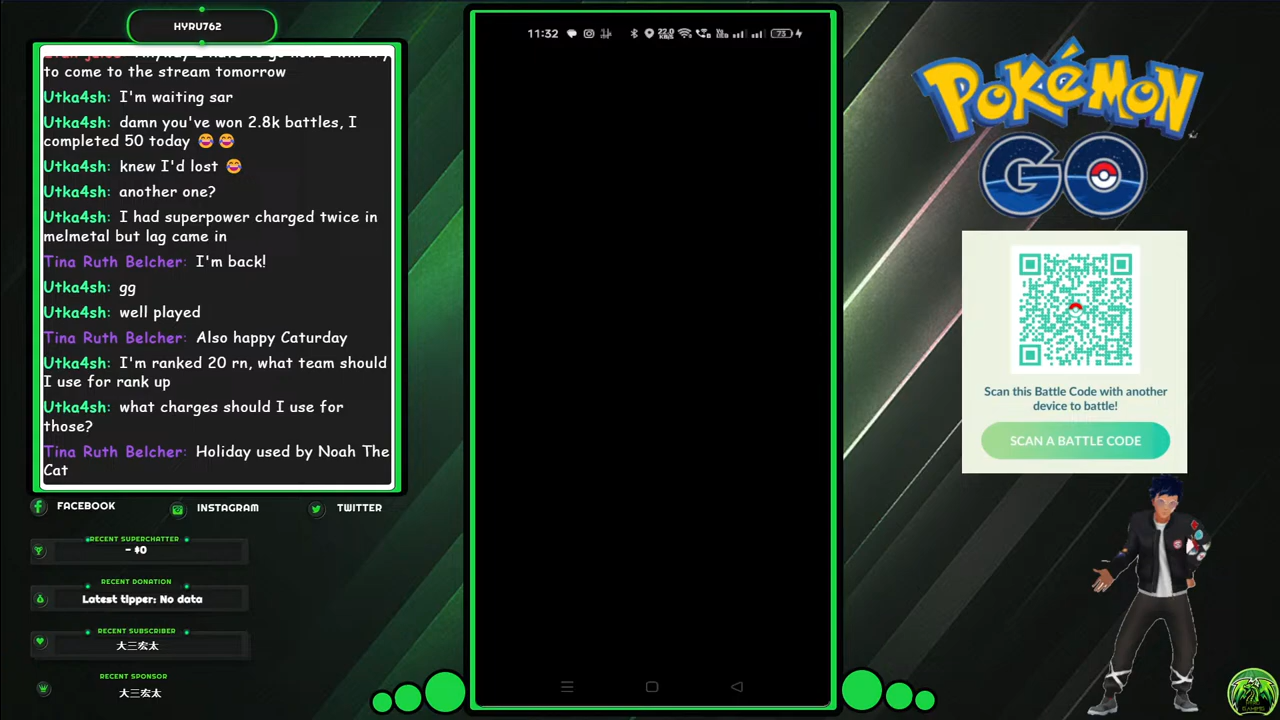 HYRU762
to come to the stream tomorrow
Utka4sh: I'm waiting sar
Utka4sh: damn you've won 2.8k battles, I
completed 50 today 😂 😂
Utka4sh: knew I'd lost 😂
Utka4sh: another one?
Utka4sh: I had superpower charged twice in
melmetal but lag came in
Tina Ruth Belcher: I'm back!
Utka4sh: gg
Utka4sh: well played
Tina Ruth Belcher: Also happy Caturday
Utka4sh: I'm ranked 20 rn, what team should
I use for rank up
Utka4sh: what charges should I use for
those?
Tina Ruth Belcher: Holiday used by Noah The
Cat
FACEBOOK
INSTAGRAM
TWITTER
RECENT SUPERCHATTER
- $0
RECENT DONATION
Latest tipper: No data
RECENT SUBSCRIBER
大三宏太
RECENT SPONSOR
大三宏太
11:32
22.0
KB/S
73
POKéMON
GO
Scan this Battle Code with another
device to battle!
SCAN A BATTLE CODE